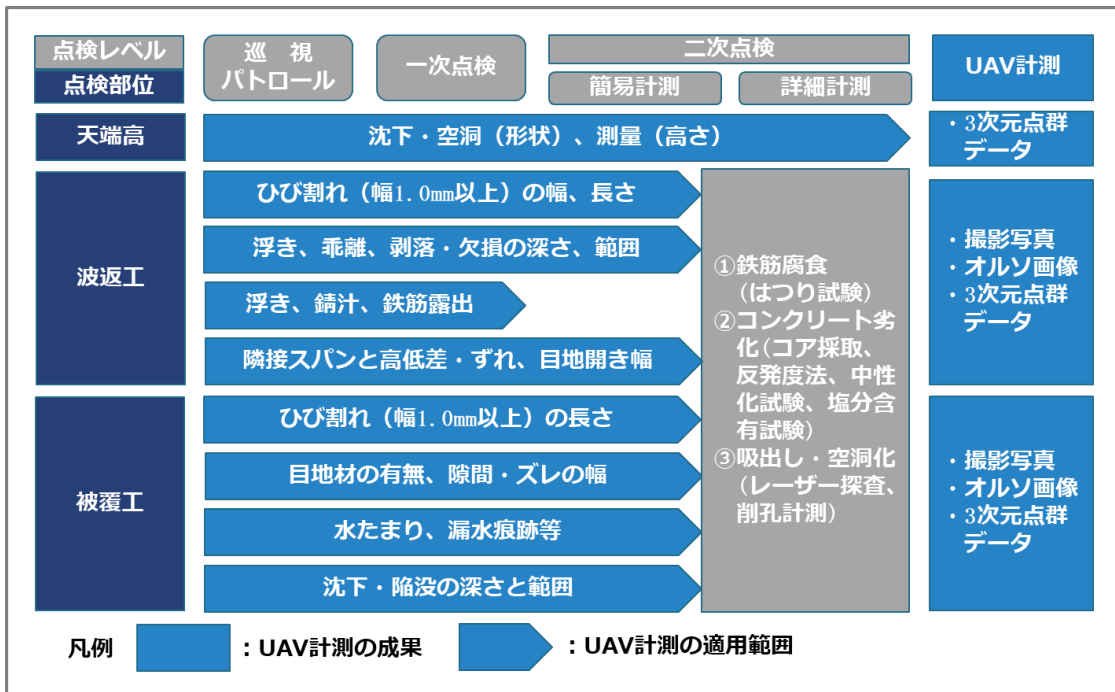 点検レベル
点検部位
巡 視
パトロール
一次点検
二次点検
簡易計測
詳細計測
UAV計測
天端高
沈下・空洞（形状）、測量（高さ）
・3次元点群
データ
波返工
ひび割れ（幅1.0mm以上）の幅、長さ
浮き、乖離、剥落・欠損の深さ、範囲
浮き、錆汁、鉄筋露出
隣接スパンと高低差・ずれ、目地開き幅
・撮影写真
・オルソ画像
・3次元点群
データ
被覆工
ひび割れ（幅1.0mm以上）の長さ
目地材の有無、隙間・ズレの幅
水たまり、漏水痕跡等
沈下・陥没の深さと範囲
①鉄筋腐食
（はつり試験）
②コンクリート劣
化（コア採取、
反発度法、中性
化試験、塩分含
有試験）
③吸出し・空洞化
（レーザー探査、
削孔計測）
・撮影写真
・オルソ画像
・3次元点群
データ
凡例
：UAV計測の成果
：UAV計測の適用範囲